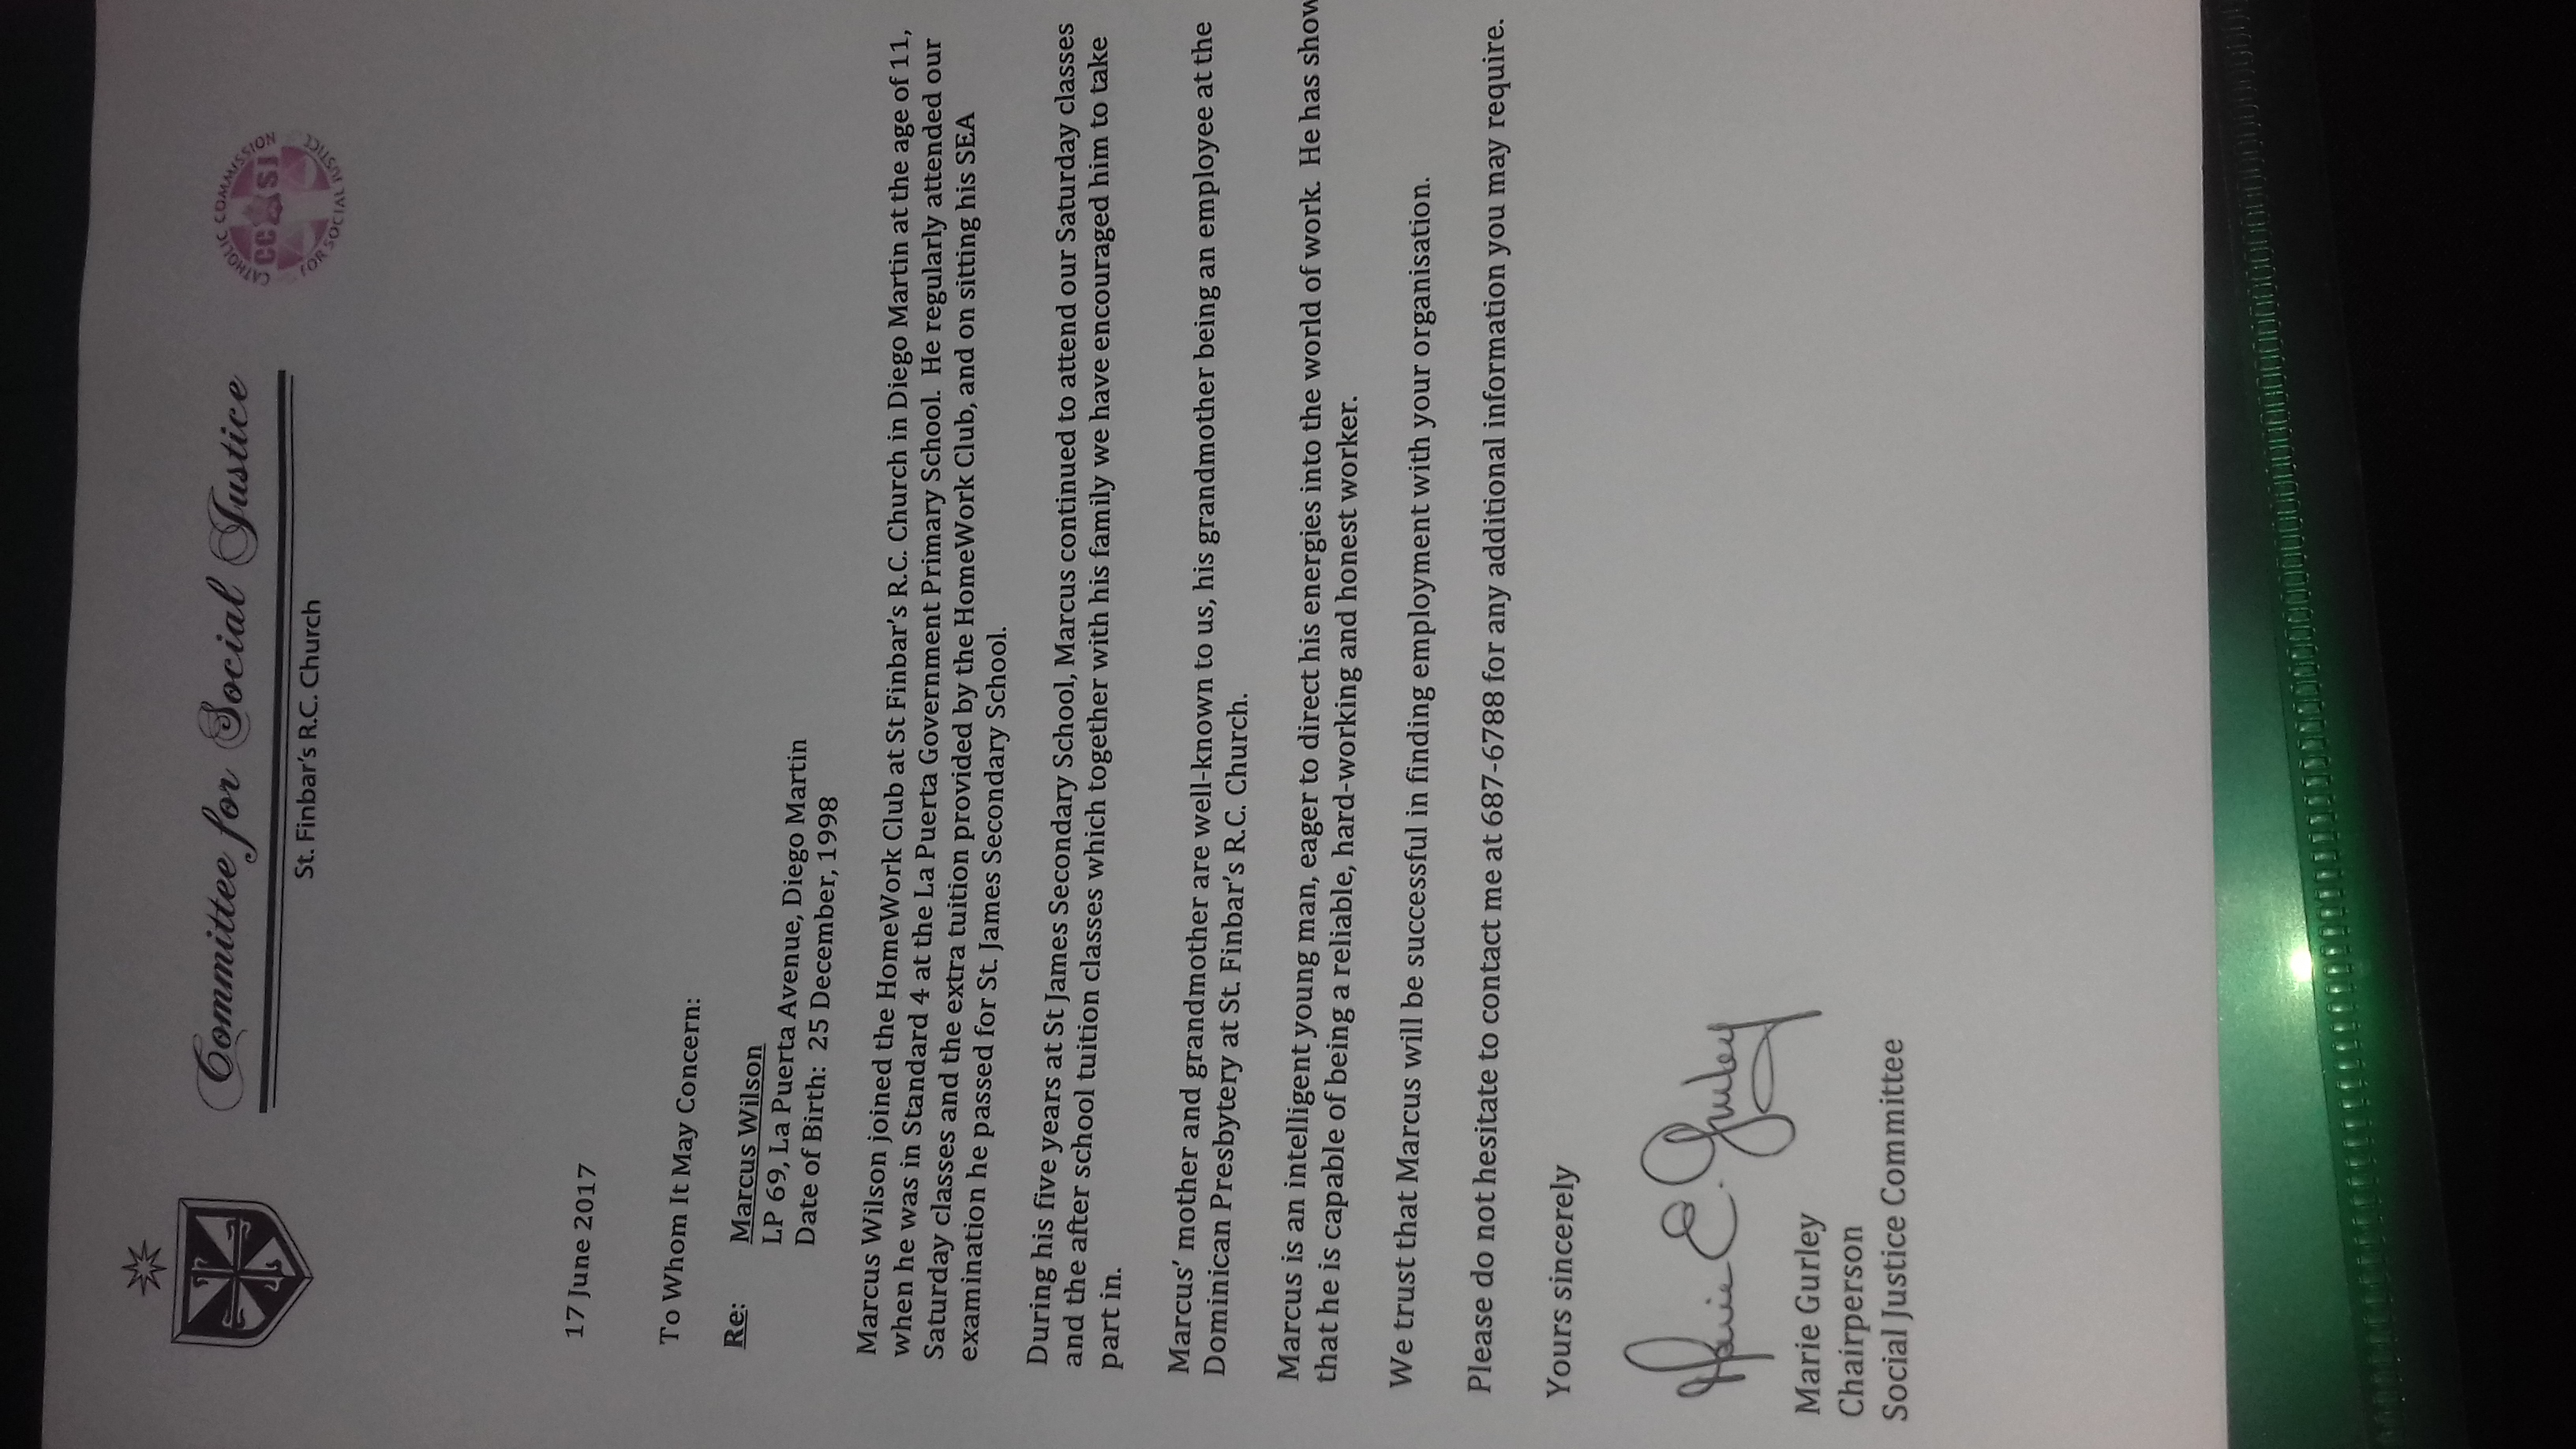 Committee for Social Justice
St. Finbar's R.C. Church
CATHOLIC COMMISSION
CC SJ
FOR SOCIAL JUSTICE
17 June 2017
To Whom It May Concern:
Re: Marcus Wilson
LP 69, La Puerta Avenue, Diego Martin
Date of Birth: 25 December, 1998
Marcus Wilson joined the HomeWork Club at St Finbar's R.C. Church in Diego Martin at the age of 11,
when he was in Standard 4 at the La Puerta Government Primary School. He regularly attended our
Saturday classes and the extra tuition provided by the HomeWork Club, and on sitting his SEA
examination he passed for St. James Secondary School.
During his five years at St James Secondary School, Marcus continued to attend our Saturday classes
and the after school tuition classes which together with his family we have encouraged him to take
part in.
Marcus' mother and grandmother are well-known to us, his grandmother being an employee at the
Dominican Presbytery at St. Finbar's R.C. Church.
Marcus is an intelligent young man, eager to direct his energies into the world of work. He has show
that he is capable of being a reliable, hard-working and honest worker.
We trust that Marcus will be successful in finding employment with your organisation.
Please do not hesitate to contact me at 687-6788 for any additional information you may require.
Yours sincerely
Marie E. Gurley
Marie Gurley
Chairperson
Social Justice Committee